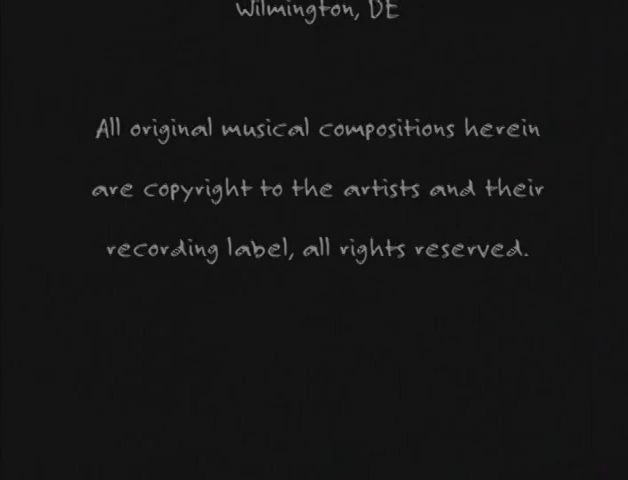 Wilmington, DE
All original musical compositions herein
are copyright to the artists and their
recording label, all rights reserved.